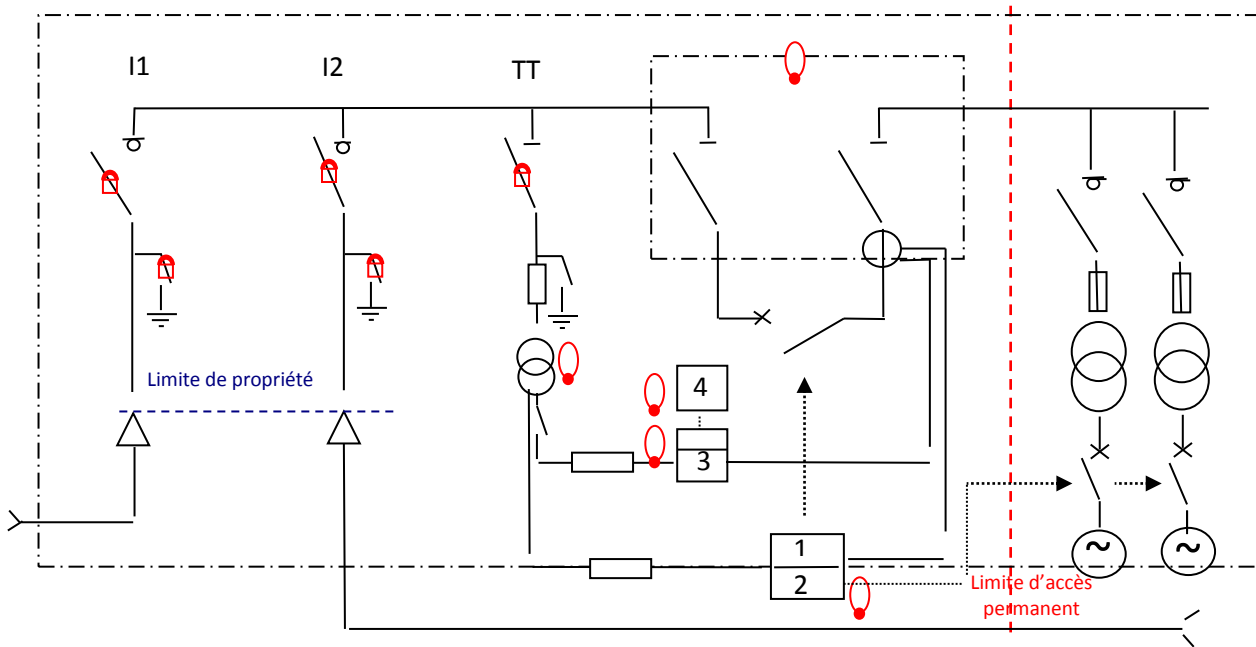 I1
I2
TT
Limite de propriété
4
3
1
2
Limite d’accès
permanent
~
~